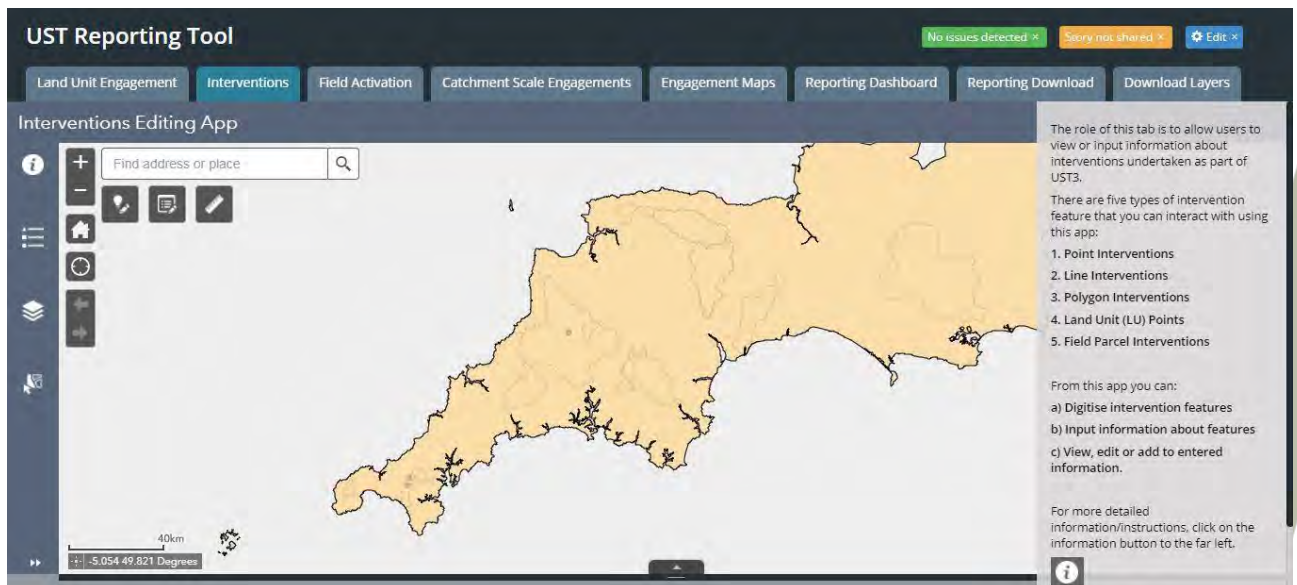 UST Reporting Tool
No issues detected ×
Story not shared ×
Edit ×
Land Unit Engagement
Interventions
Field Activation
Catchment Scale Engagements
Engagement Maps
Reporting Dashboard
Reporting Download
Download Layers
Interventions Editing App
Find address or place
40km
-5.054 49.821 Degrees
The role of this tab is to allow users to
view or input information about
interventions undertaken as part of
UST3.
There are five types of intervention
feature that you can interact with using
this app:
1. Point Interventions
2. Line Interventions
3. Polygon Interventions
4. Land Unit (LU) Points
5. Field Parcel Interventions
From this app you can:
a) Digitise intervention features
b) Input information about features
c) View, edit or add to entered
information.
For more detailed
information/instructions, click on the
information button to the far left.